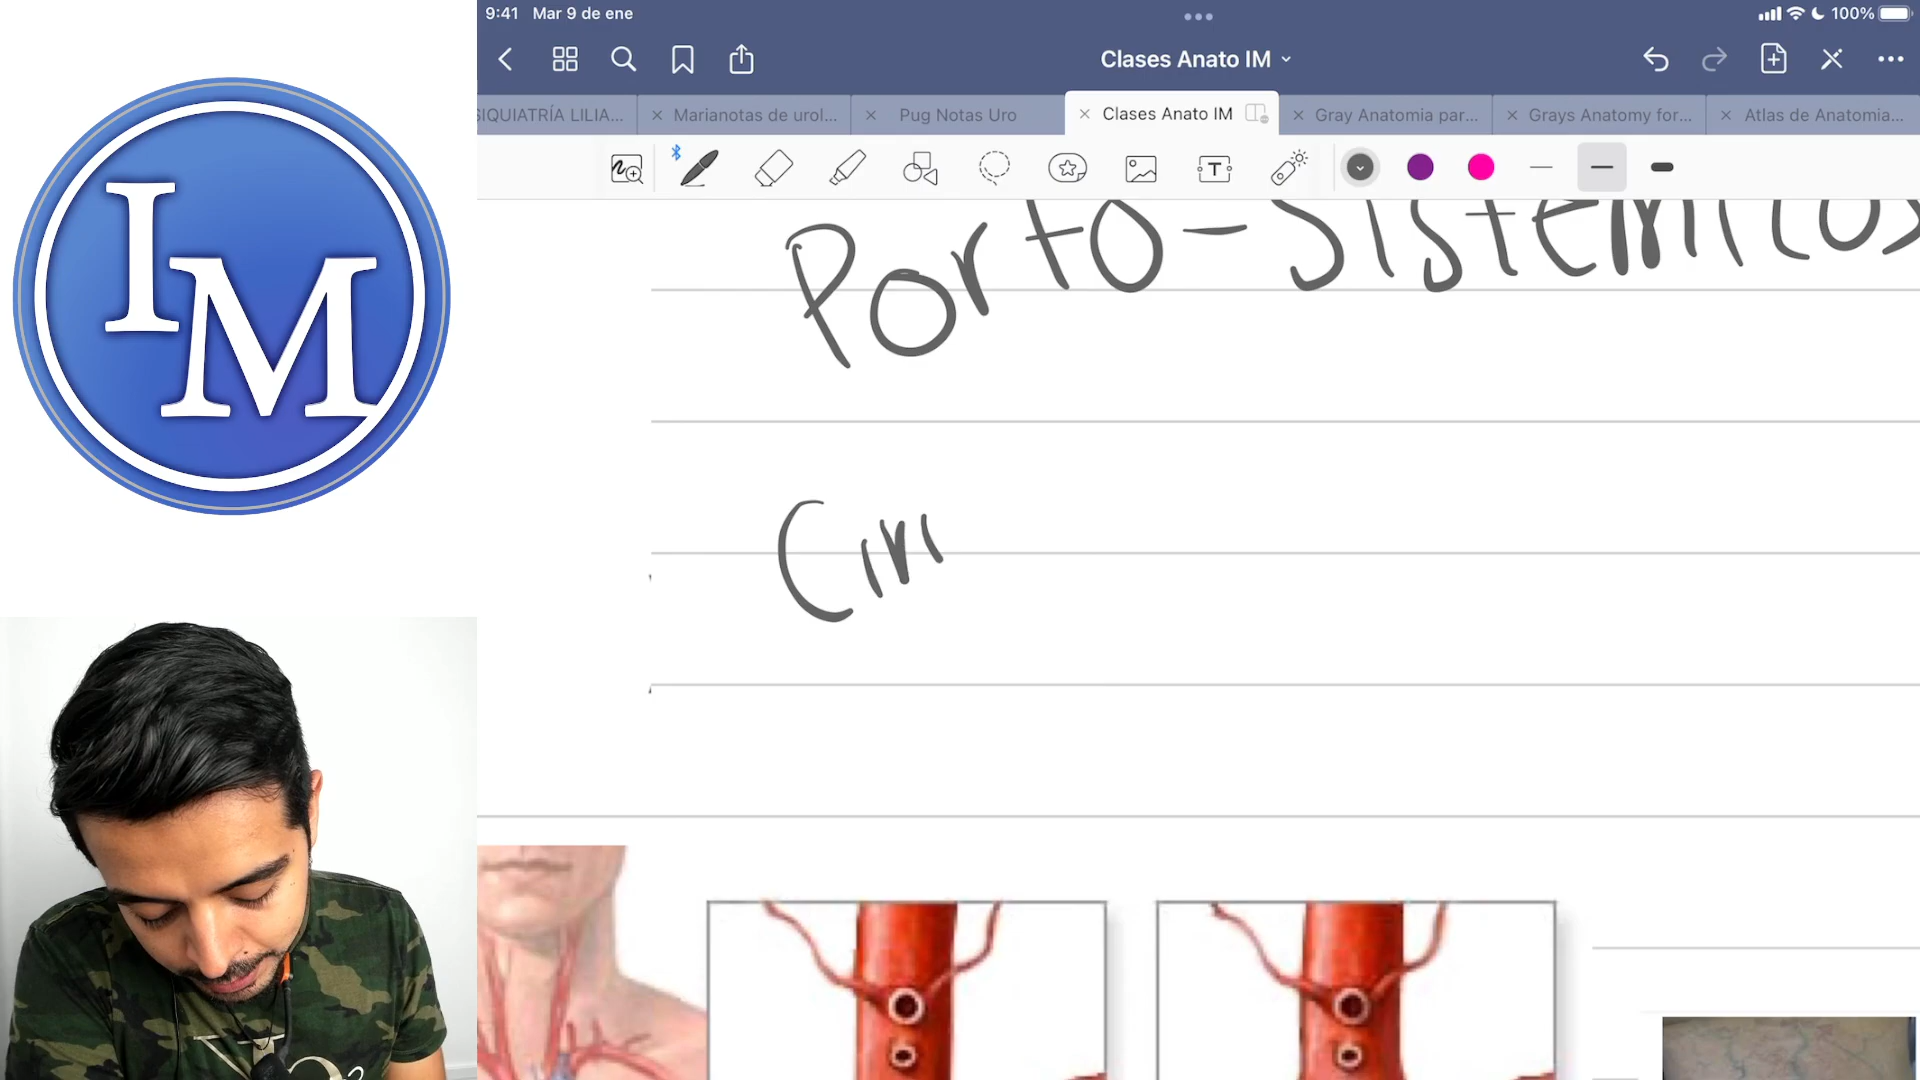 9:41 Mar 9 de ene 100%
Clases Anato IM
SIQUIATRÍA LILIA... Marianotas de urol... Pug Notas Uro Clases Anato IM Gray Anatomia par... Grays Anatomy for... Atlas de Anatomia...
T
Porto-Sistemicos
Cirr
IM